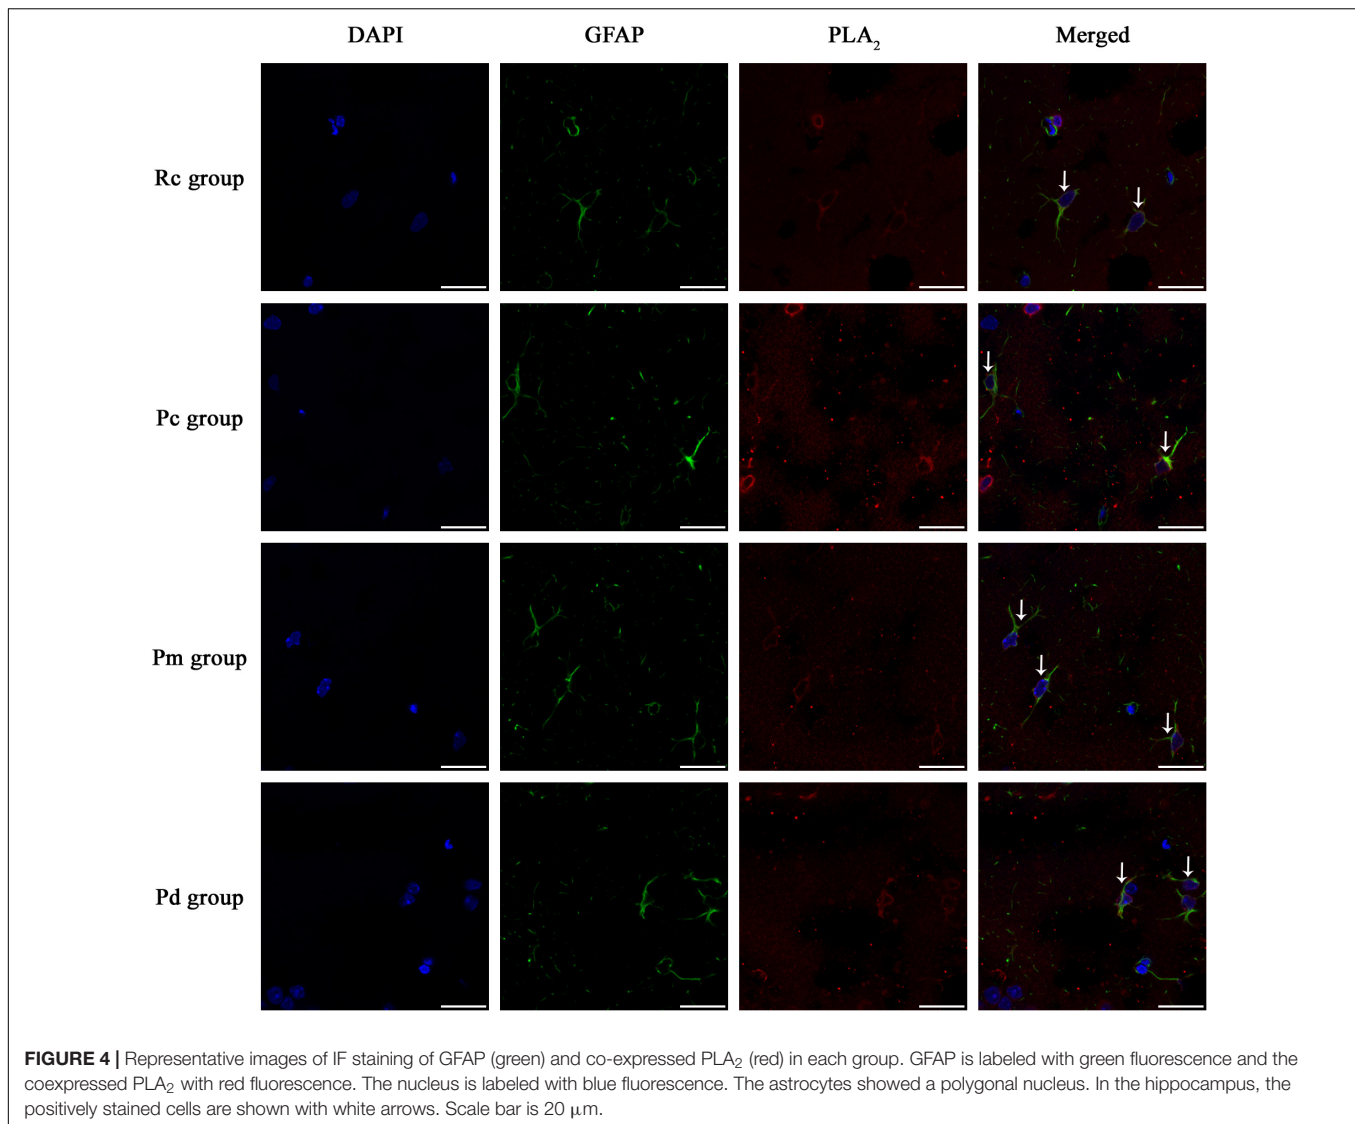 DAPI GFAP PLA₂ Merged
Rc group
Pc group
Pm group
Pd group
FIGURE 4 | Representative images of IF staining of GFAP (green) and co-expressed PLA₂ (red) in each group. GFAP is labeled with green fluorescence and the
coexpressed PLA₂ with red fluorescence. The nucleus is labeled with blue fluorescence. The astrocytes showed a polygonal nucleus. In the hippocampus, the
positively stained cells are shown with white arrows. Scale bar is 20 μm.